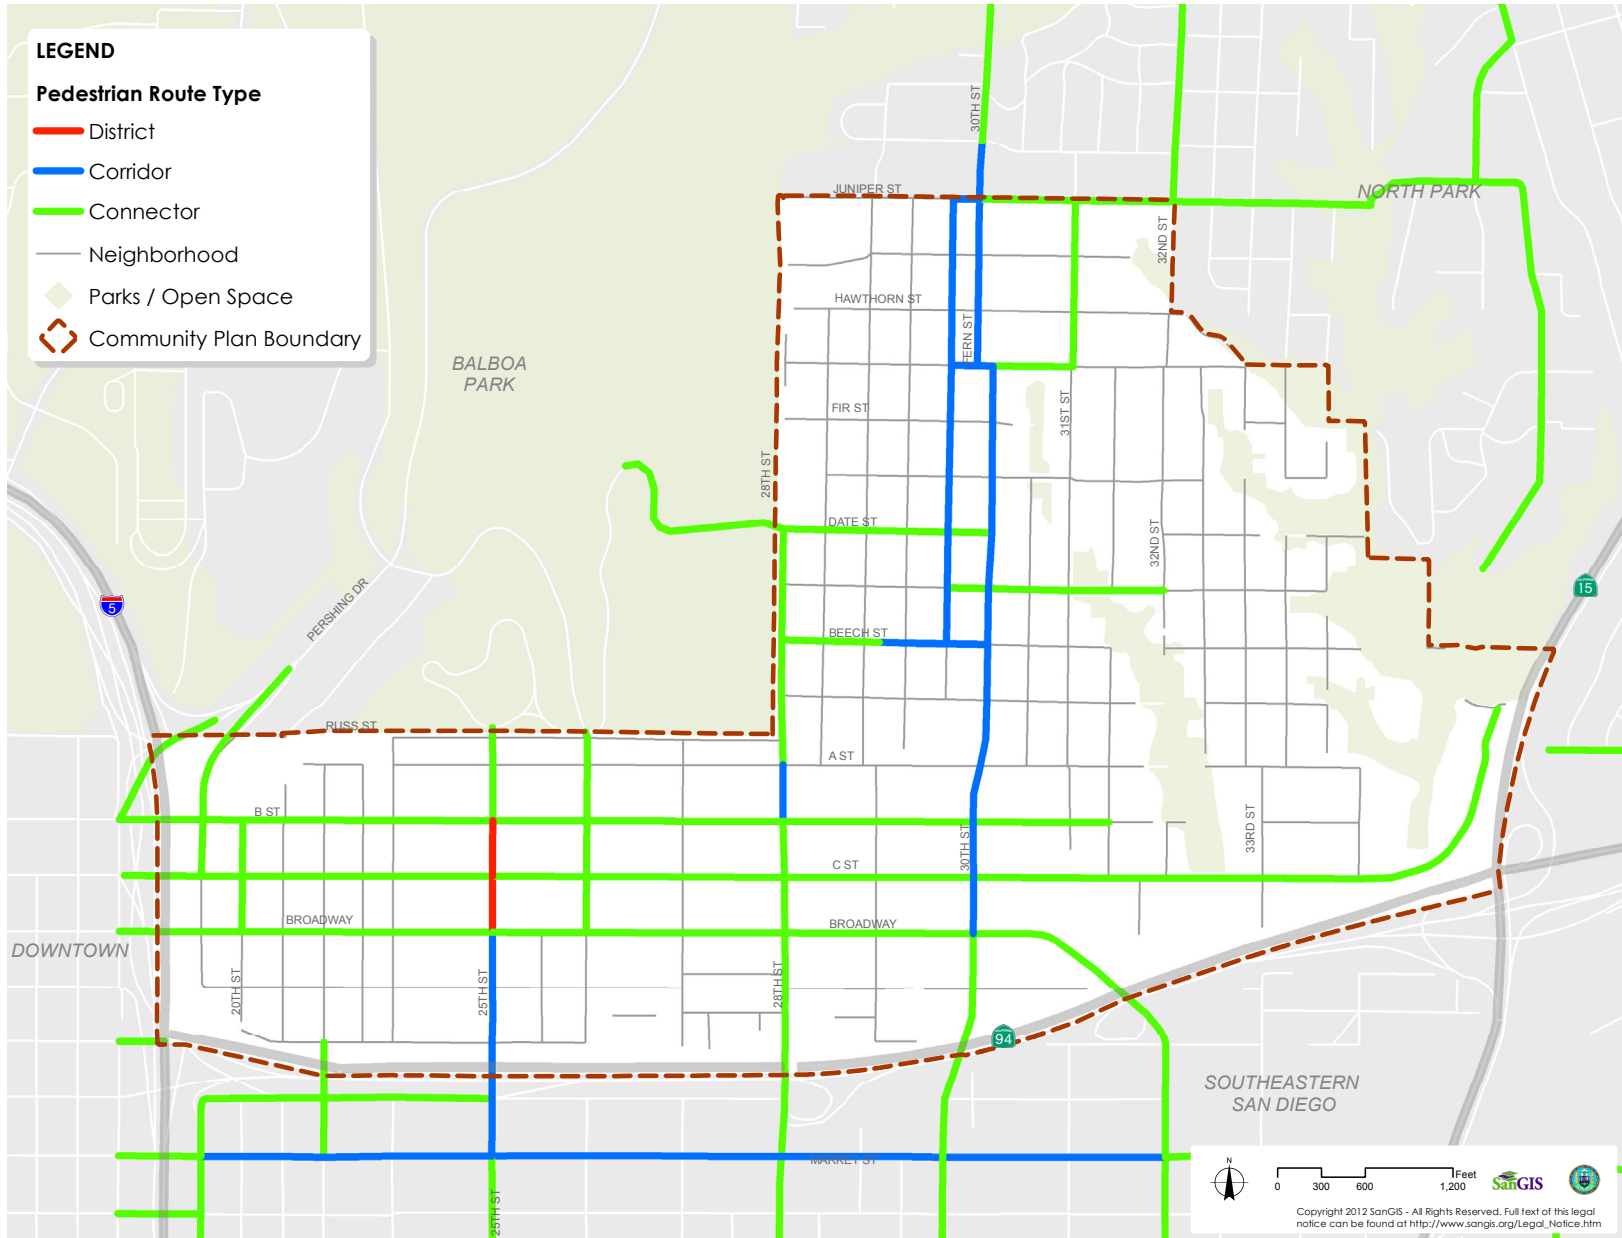 LEGEND
Pedestrian Route Type
District
Corridor
Connector
Neighborhood
Parks / Open Space
Community Plan Boundary
30TH ST
JUNIPER ST
NORTH PARK
32ND ST
HAWTHORN ST
FERN ST
BALBOA
PARK
FIR ST
31ST ST
28TH ST
DATE ST
32ND ST
5
PERSHING DR
15
BEECH ST
RUSS ST
A ST
B ST
30TH ST
33RD ST
C ST
BROADWAY
BROADWAY
DOWNTOWN
20TH ST
25TH ST
28TH ST
94
SOUTHEASTERN
SAN DIEGO
MARKET ST
25TH ST
N
Feet
0 300 600 1,200
SanGIS
Copyright 2012 SanGIS - All Rights Reserved. Full text of this legal
notice can be found at http://www.sangis.org/Legal_Notice.htm